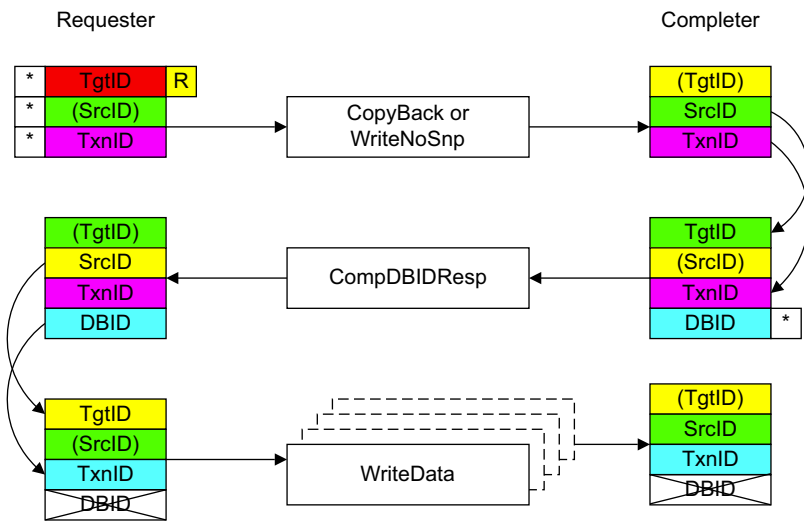 Requester
Completer
* TgtID R
* (SrcID)
* TxnID
CopyBack or
WriteNoSnp
(TgtID)
SrcID
TxnID
(TgtID)
SrcID
TxnID
DBID
CompDBIDResp
TgtID
(SrcID)
TxnID
DBID *
TgtID
(SrcID)
TxnID
DBID
WriteData
(TgtID)
SrcID
TxnID
DBID